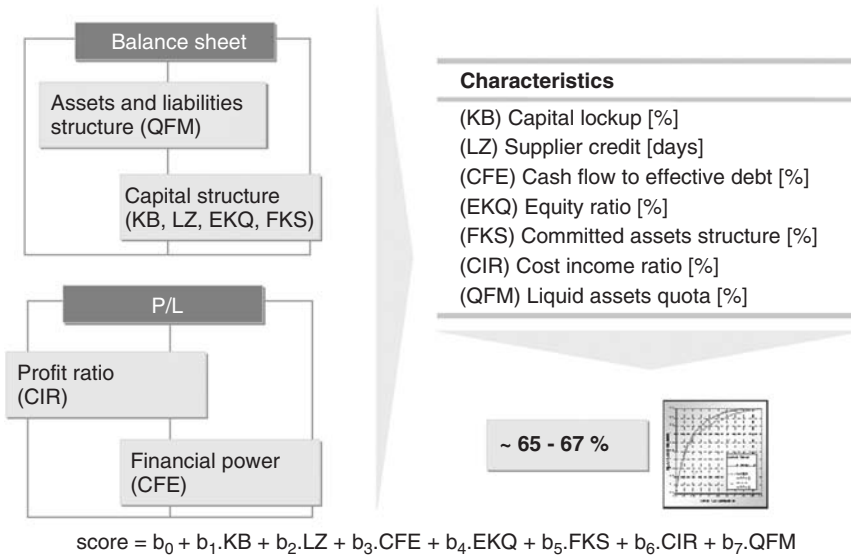 Balance sheet
Assets and liabilities
structure (QFM)
Capital structure
(KB, LZ, EKQ, FKS)
P/L
Profit ratio
(CIR)
Financial power
(CFE)
Characteristics
(KB) Capital lockup [%]
(LZ) Supplier credit [days]
(CFE) Cash flow to effective debt [%]
(EKQ) Equity ratio [%]
(FKS) Committed assets structure [%]
(CIR) Cost income ratio [%]
(QFM) Liquid assets quota [%]
~ 65 - 67 %
score = b₀ + b₁.KB + b₂.LZ + b₃.CFE + b₄.EKQ + b₅.FKS + b₆.CIR + b₇.QFM